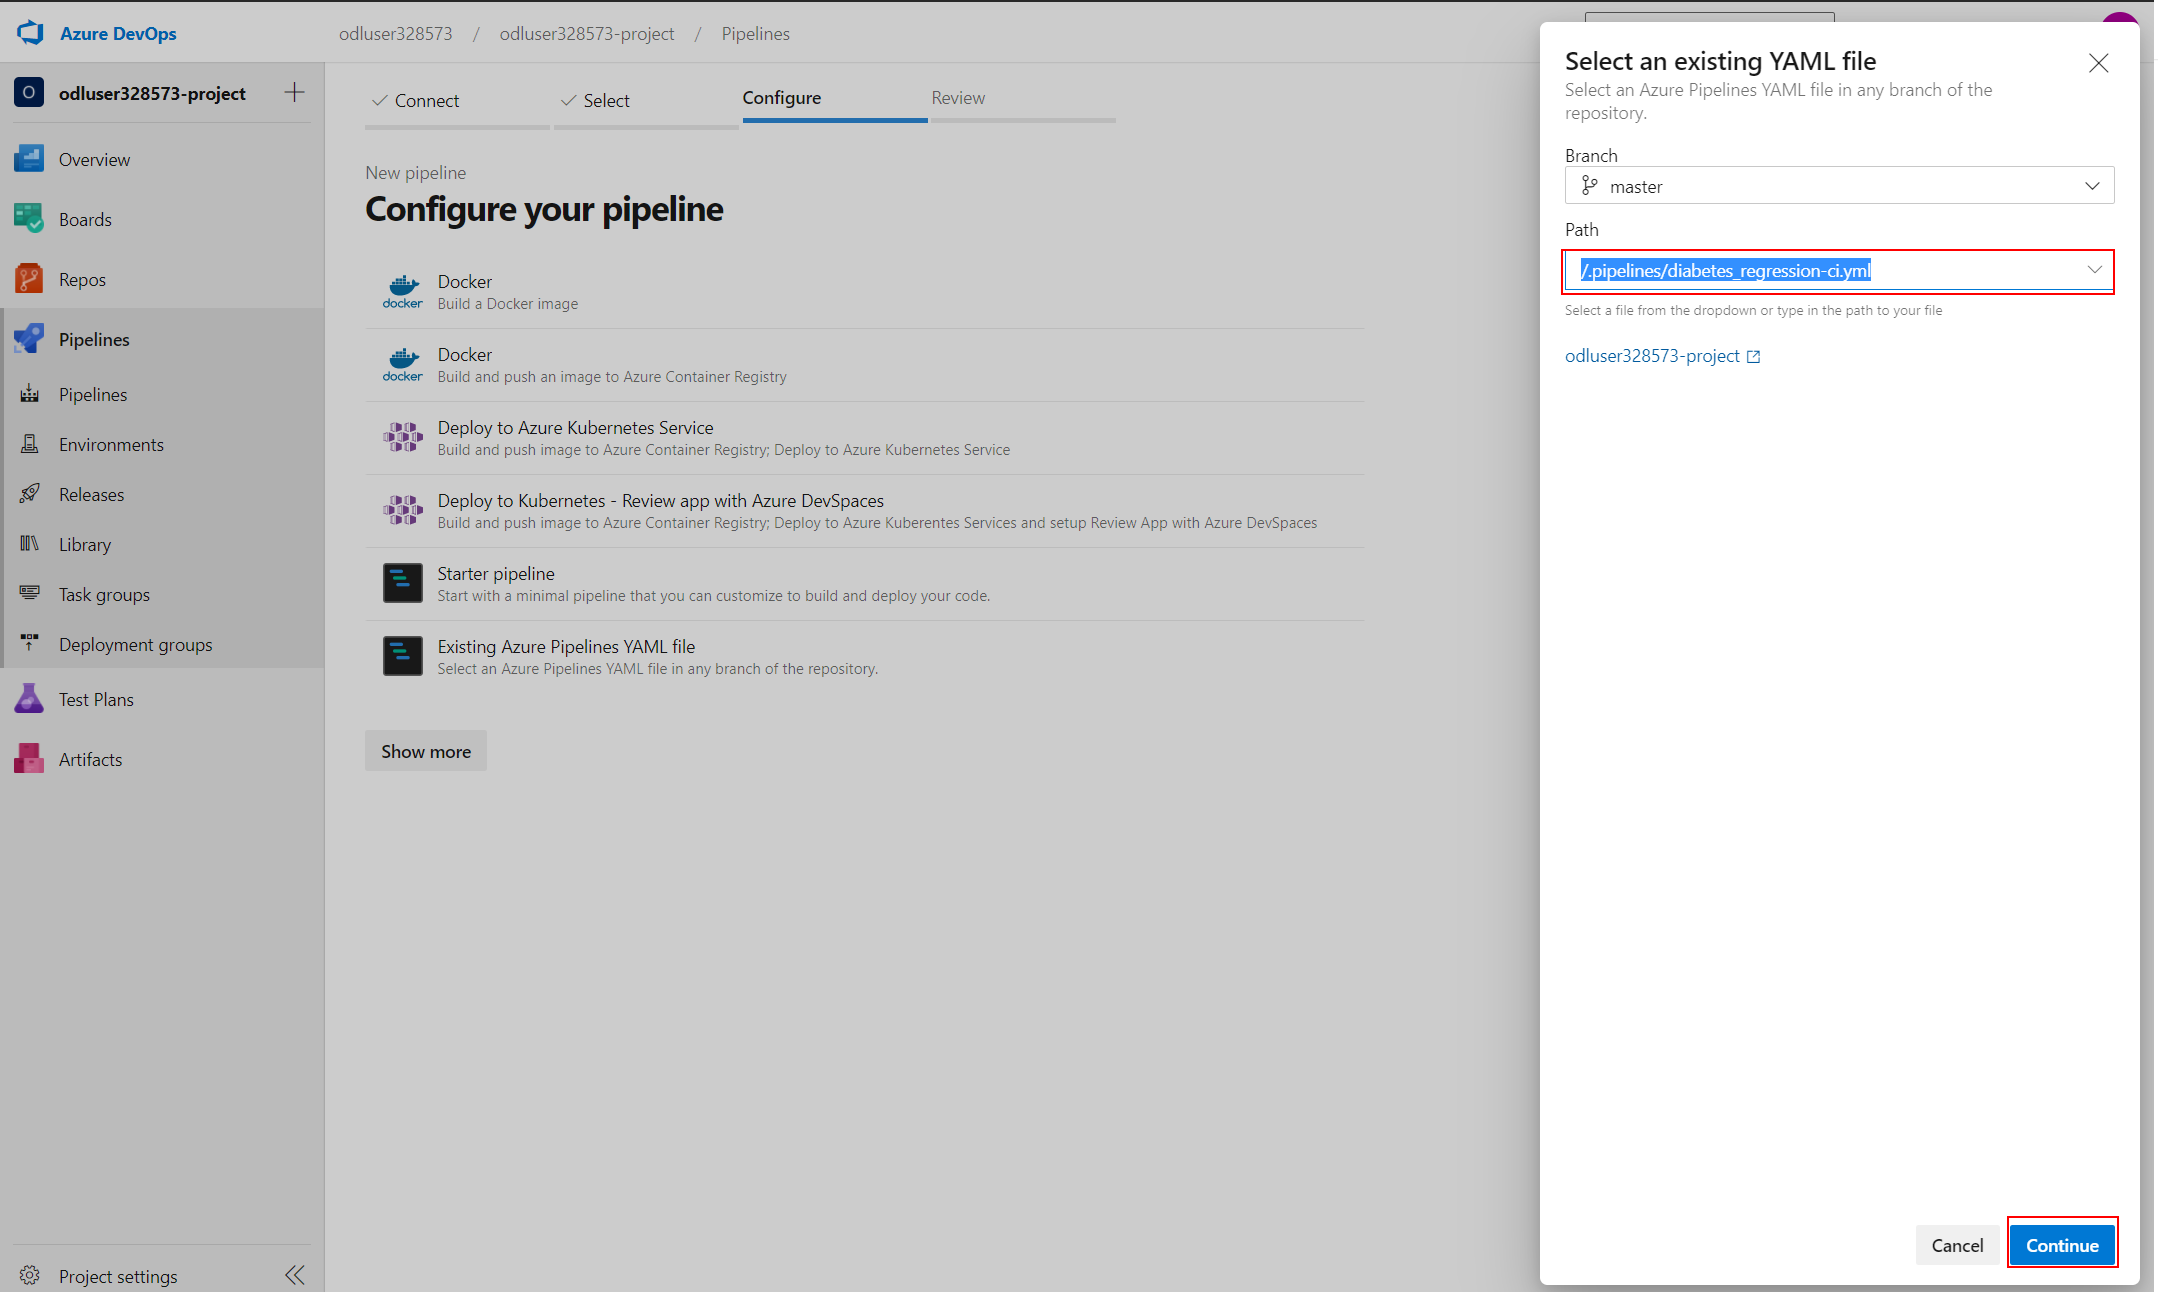 Azure DevOps
odluser328573 / odluser328573-project / Pipelines
O odluser328573-project
Overview
Boards
Repos
Pipelines
Pipelines
Environments
Releases
Library
Task groups
Deployment groups
Test Plans
Artifacts
Project settings
Connect
Select
Configure
Review
New pipeline
Configure your pipeline
docker
Docker
Build a Docker image
docker
Docker
Build and push an image to Azure Container Registry
Deploy to Azure Kubernetes Service
Build and push image to Azure Container Registry; Deploy to Azure Kubernetes Service
Deploy to Kubernetes - Review app with Azure DevSpaces
Build and push image to Azure Container Registry; Deploy to Azure Kuberentes Services and setup Review App with Azure DevSpaces
Starter pipeline
Start with a minimal pipeline that you can customize to build and deploy your code.
Existing Azure Pipelines YAML file
Select an Azure Pipelines YAML file in any branch of the repository.
Show more
Select an existing YAML file
Select an Azure Pipelines YAML file in any branch of the
repository.
Branch
master
Path
/.pipelines/diabetes_regression-ci.yml
Select a file from the dropdown or type in the path to your file
odluser328573-project
Cancel
Continue